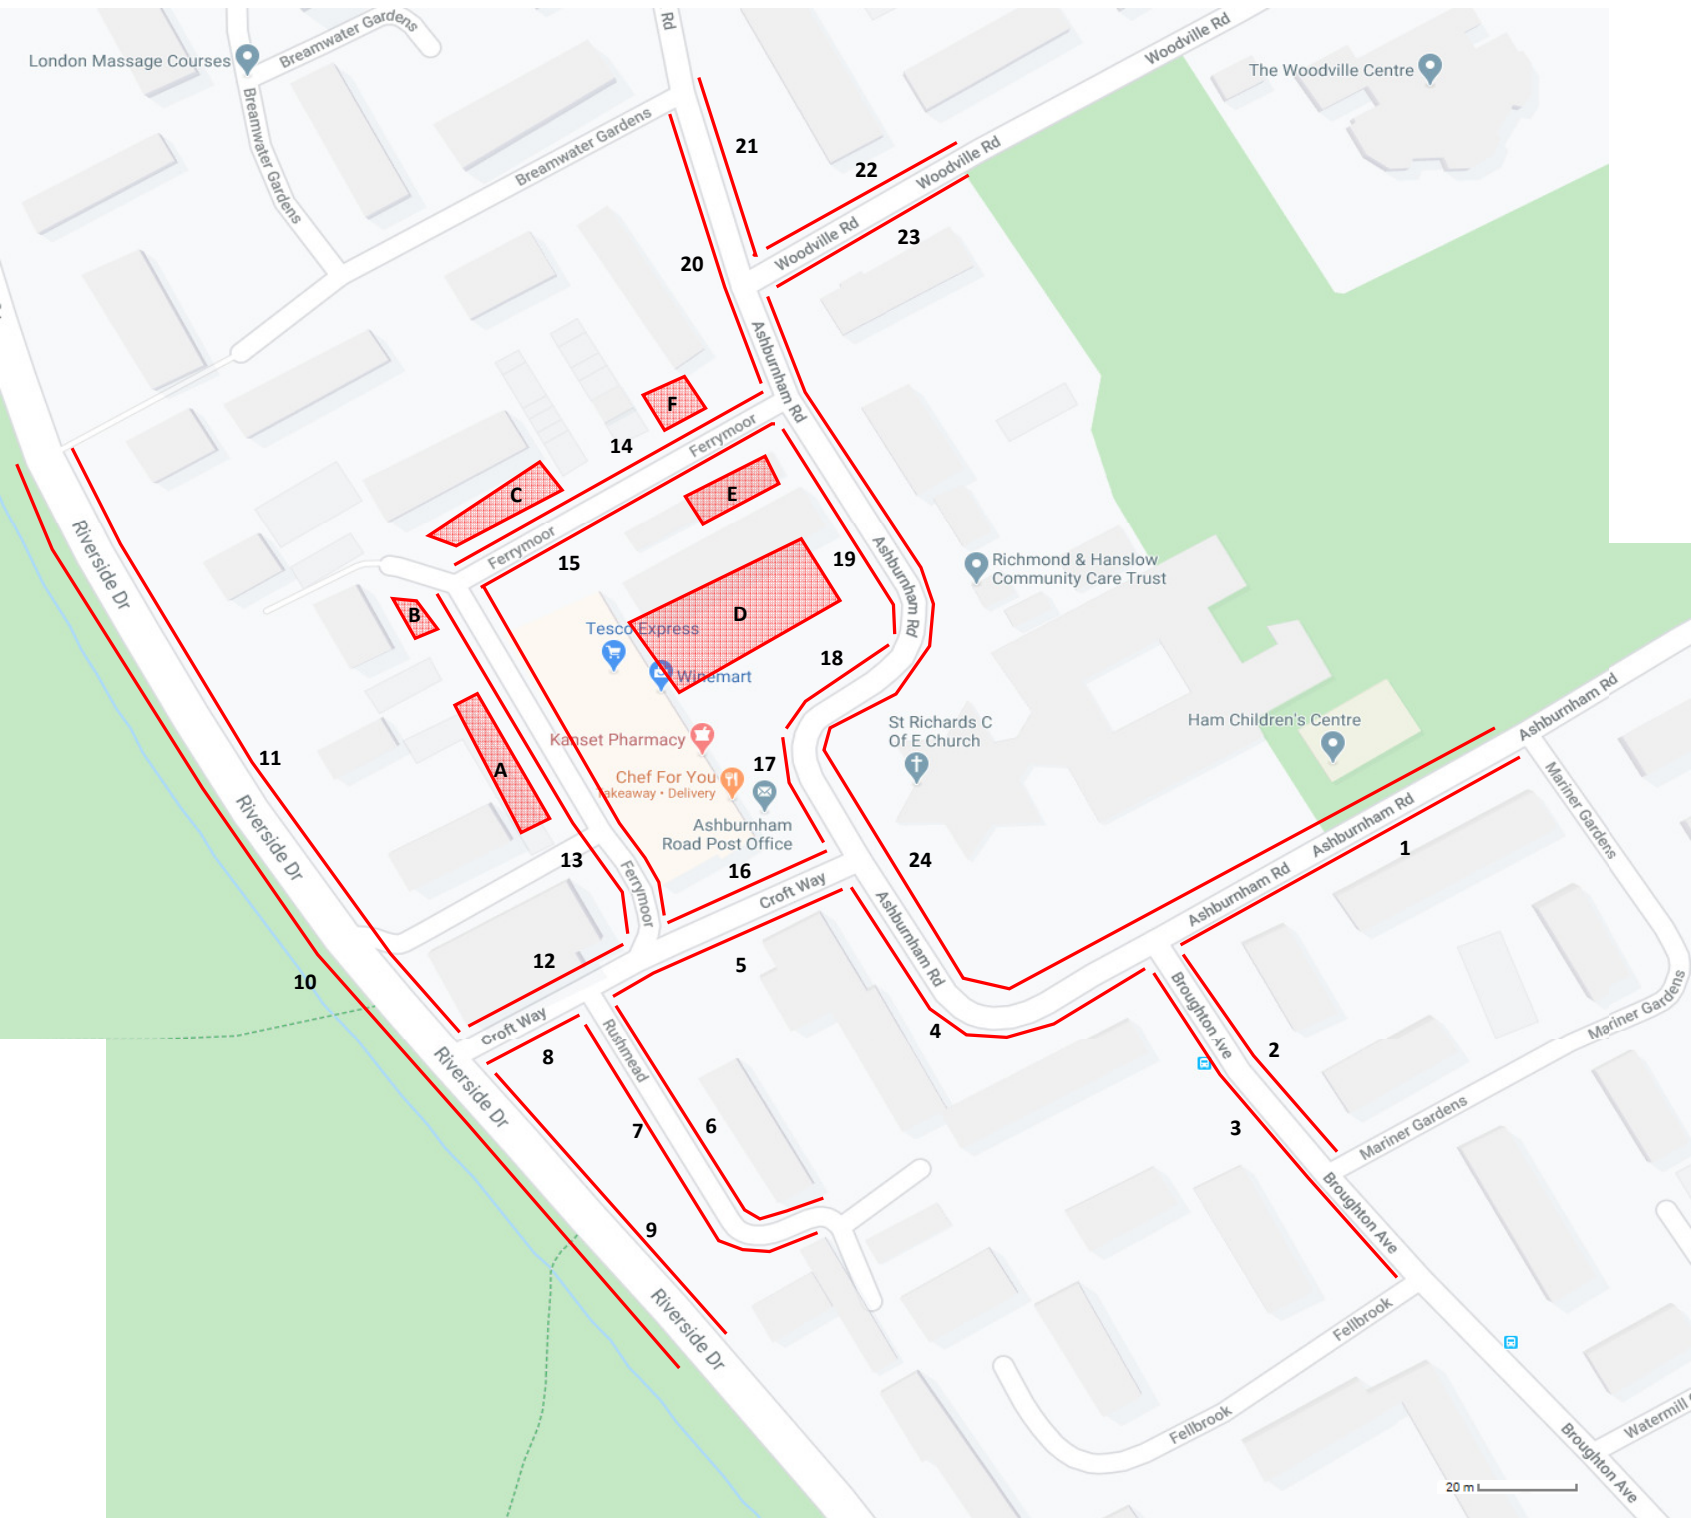 Breamwater Gardens
Rd
Woodville Rd
London Massage Courses
The Woodville Centre
Breamwater Gardens
Breamwater Gardens
21
22
Woodville Rd
23
Woodville Rd
20
Ashburnham Rd
F
14
Ferrymoor
C
E
Ferrymoor
15
19
Ashburnham Rd
Richmond & Hanslow
Community Care Trust
Riverside Dr
B
D
Tesco Express
18
Winemart
Ashburnham Rd
St Richards C
Of E Church
Ham Children's Centre
Kanset Pharmacy
11
A
17
Chef For You
Takeaway • Delivery
Mariner Gardens
Ashburnham
Road Post Office
Ashburnham Rd
1
Riverside Dr
13
16
24
Ferrymoor
Croft Way
Ashburnham Rd
Ashburnham Rd
12
5
10
Broughton Ave
Mariner Gardens
Croft Way
4
8
Rushmead
2
Riverside Dr
7
6
3
Mariner Gardens
Broughton Ave
9
Riverside Dr
Fellbrook
Fellbrook
Watermill
Broughton Ave
20 m